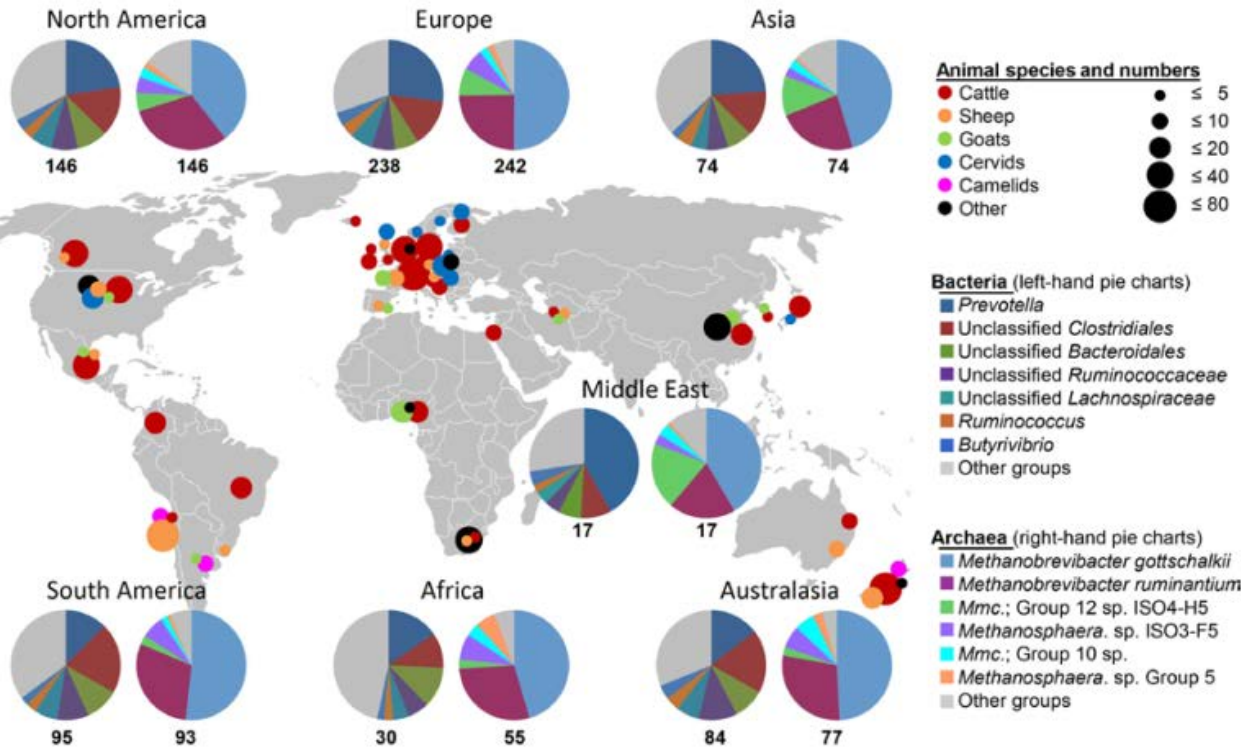 North America
Europe
Asia
146
146
238
242
74
74
Animal species and numbers
Cattle
Sheep
Goats
Cervids
Camelids
Other
≤ 5
≤ 10
≤ 20
≤ 40
≤ 80
Bacteria (left-hand pie charts)
Prevotella
Unclassified Clostridiales
Unclassified Bacteroidales
Unclassified Ruminococcaceae
Unclassified Lachnospiraceae
Ruminococcus
Butyrivibrio
Other groups
Middle East
17
17
Archaea (right-hand pie charts)
Methanobrevibacter gottschalkii
Methanobrevibacter ruminantium
Mmc.; Group 12 sp. ISO4-H5
Methanosphaera. sp. ISO3-F5
Mmc.; Group 10 sp.
Methanosphaera. sp. Group 5
Other groups
South America
Africa
Australasia
95
93
30
55
84
77